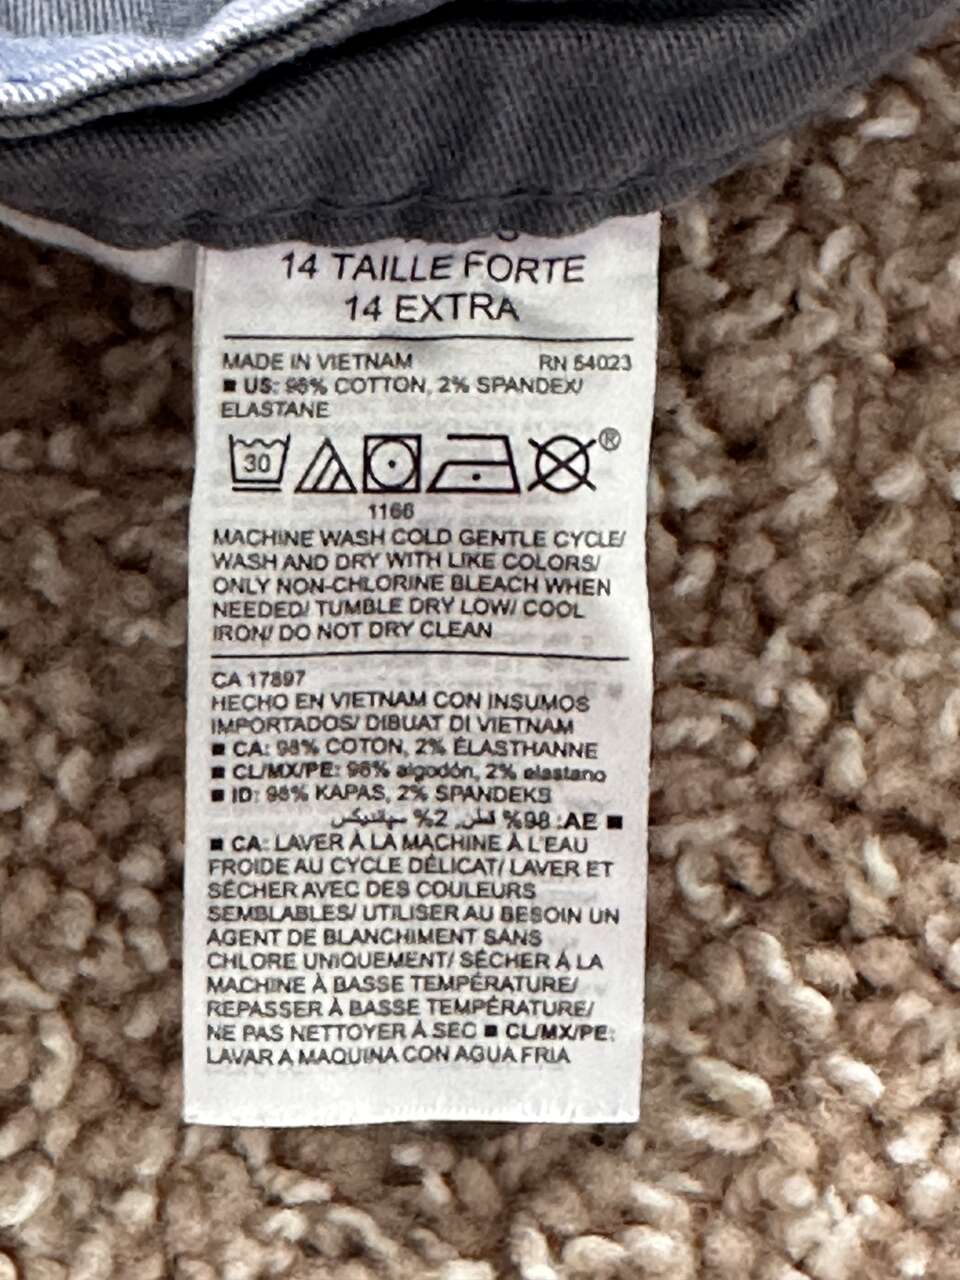 14 TAILLE FORTE
14 EXTRA
MADE IN VIETNAM RN 54023
■ US: 98% COTTON, 2% SPANDEX/
ELASTANE
30 ®
1166
MACHINE WASH COLD GENTLE CYCLE/
WASH AND DRY WITH LIKE COLORS/
ONLY NON-CHLORINE BLEACH WHEN
NEEDED/ TUMBLE DRY LOW/ COOL
IRON/ DO NOT DRY CLEAN
CA 17897
HECHO EN VIETNAM CON INSUMOS
IMPORTADOS/ DIBUAT DI VIETNAM
■ CA: 98% COTON, 2% ÉLASTHANNE
■ CL/MX/PE: 98% algodón, 2% elastano
■ ID: 98% KAPAS, 2% SPANDEKS
■ AE: 98% قطن, 2% سباندیکس
■ CA: LAVER À LA MACHINE À L'EAU
FROIDE AU CYCLE DÉLICAT/ LAVER ET
SÉCHER AVEC DES COULEURS
SEMBLABLES/ UTILISER AU BESOIN UN
AGENT DE BLANCHIMENT SANS
CHLORE UNIQUEMENT/ SÉCHER À LA
MACHINE À BASSE TEMPÉRATURE/
REPASSER À BASSE TEMPÉRATURE/
NE PAS NETTOYER À SEC ■ CL/MX/PE:
LAVAR A MAQUINA CON AGUA FRIA